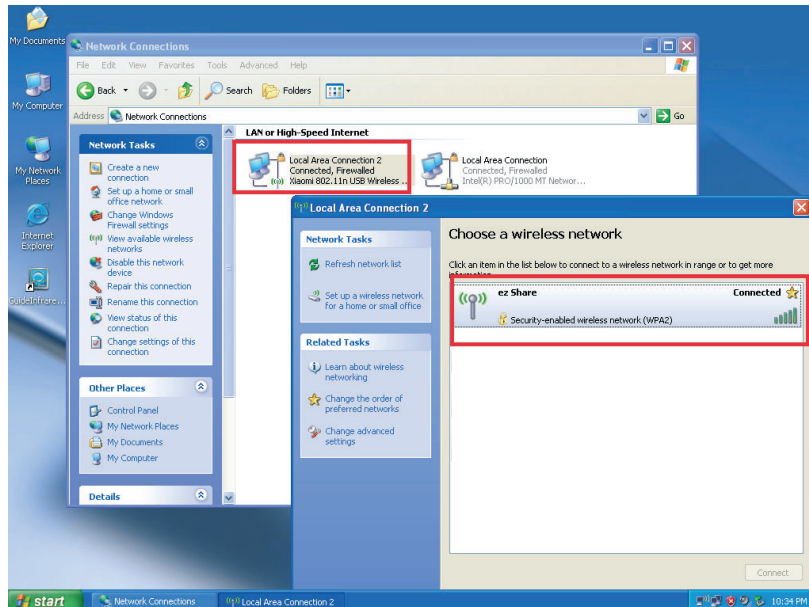 My Documents
My Computer
My Network
Places
Internet
Explorer
GuideInfrare...
Network Connections
File Edit View Favorites Tools Advanced Help
Back Search Folders
Address Network Connections Go
Network Tasks
Create a new
connection
Set up a home or small
office network
Change Windows
Firewall settings
View available wireless
networks
Disable this network
device
Repair this connection
Rename this connection
View status of this
connection
Change settings of this
connection
Other Places
Control Panel
My Network Places
My Documents
My Computer
Details
LAN or High-Speed Internet
Local Area Connection 2
Connected, Firewalled
Xiaomi 802.11n USB Wireless ...
Local Area Connection
Connected, Firewalled
Intel(R) PRO/1000 MT Networ...
Local Area Connection 2
Network Tasks
Refresh network list
Set up a wireless network
for a home or small office
Related Tasks
Learn about wireless
networking
Change the order of
preferred networks
Change advanced
settings
Choose a wireless network
Click an item in the list below to connect to a wireless network in range or to get more
information.
ez Share Connected
Security-enabled wireless network (WPA2)
Connect
start Network Connections Local Area Connection 2 10:34 PM